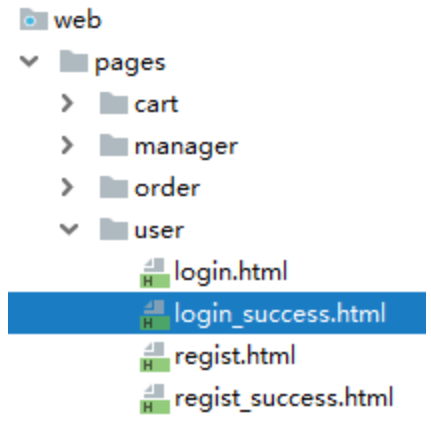 web
pages
cart
manager
order
user
login.html
login_success.html
regist.html
regist_success.html